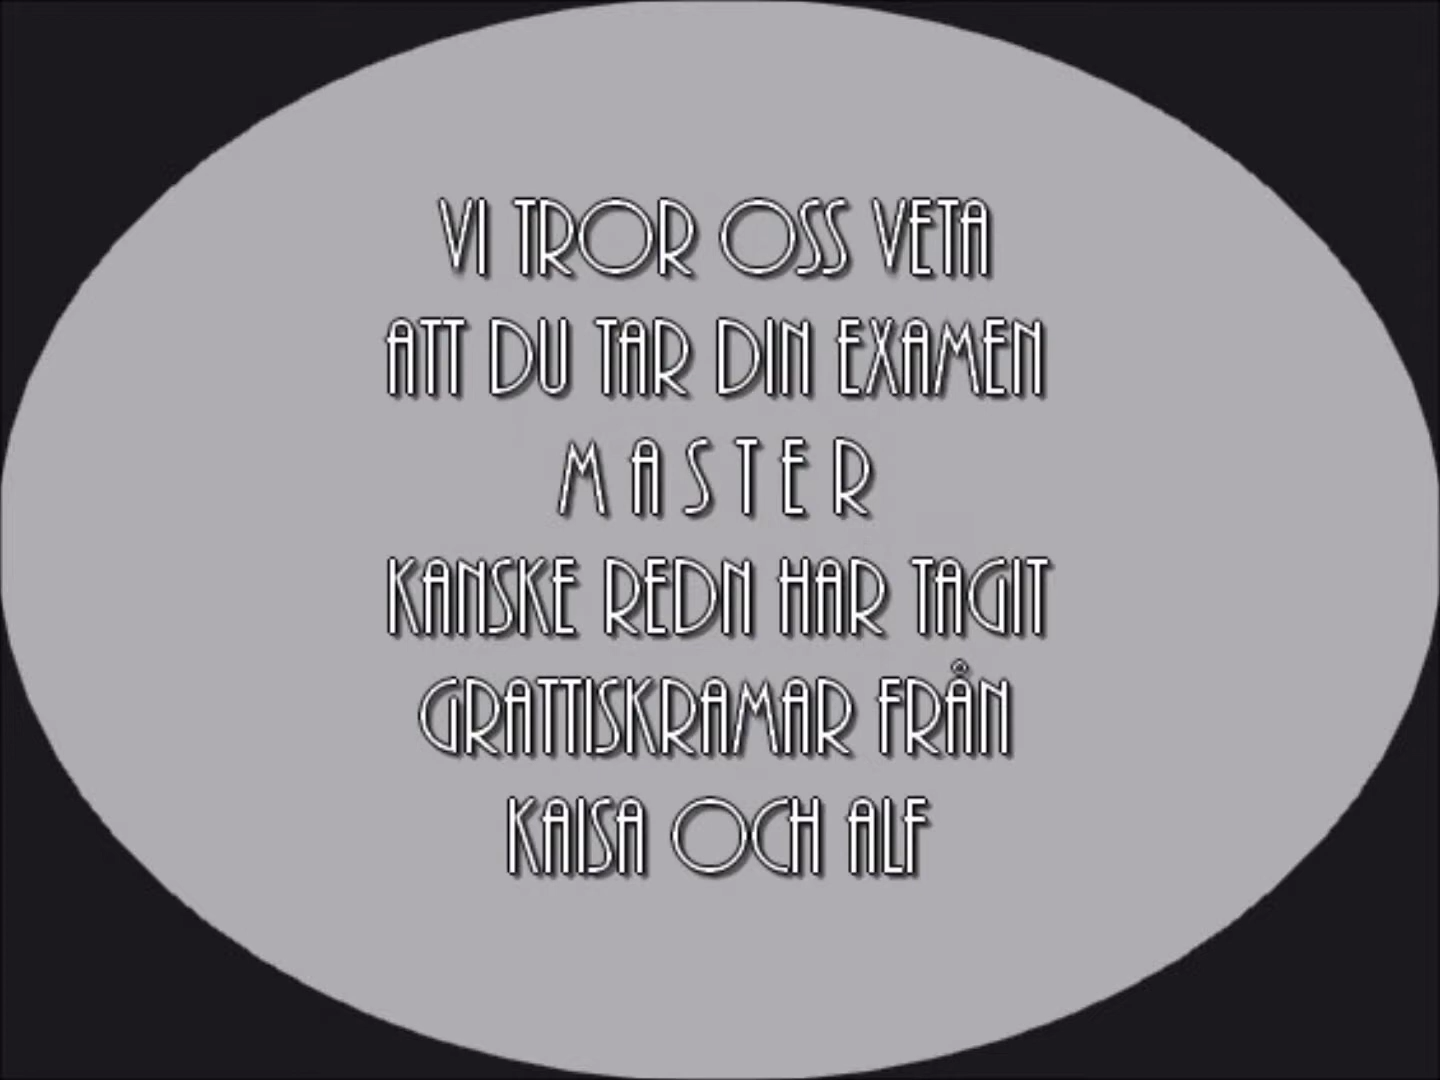 VI TROR OSS VETA
ATT DU TAR DIN EXAMEN
M A S T E R
KANSKE REDN HAR TAGIT
GRATTISKRAMAR FRÅN
KAISA OCH ALF